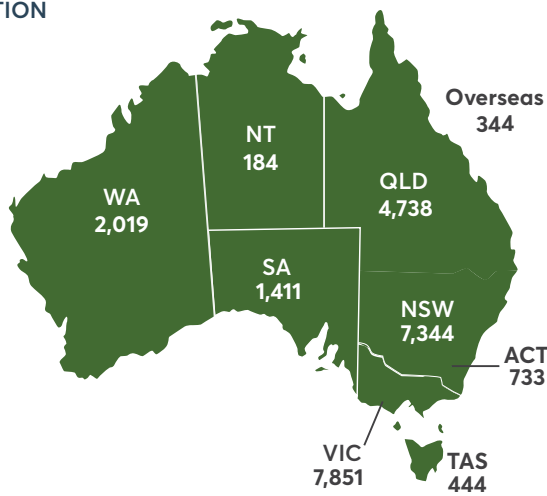 TION
Overseas
344
NT
184
QLD
4,738
WA
2,019
SA
1,411
NSW
7,344
ACT
733
VIC
7,851
TAS
444